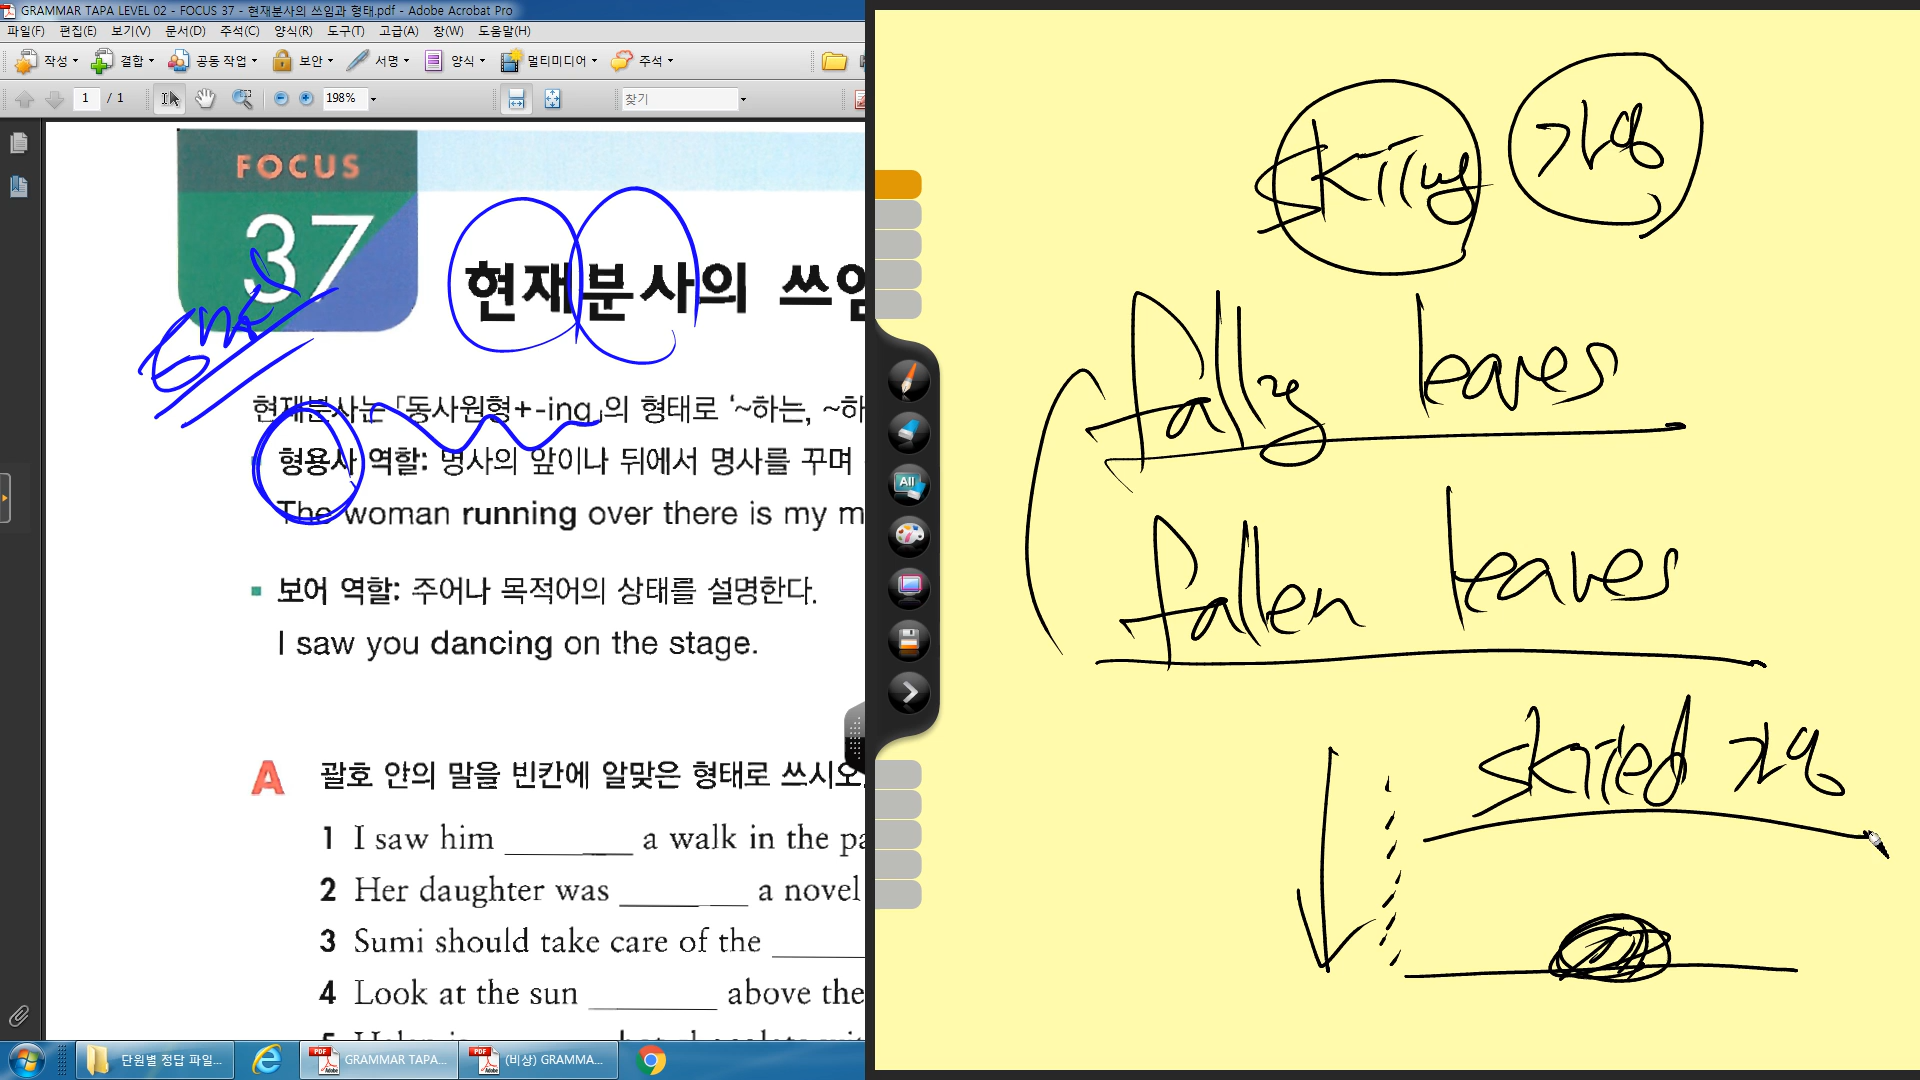 GRAMMAR TAPA LEVEL 02 - FOCUS 37 - 현재분사의 쓰임과 형태.pdf - Adobe Acrobat Pro
파일(F) 편집(E) 보기(V) 문서(D) 주석(C) 양식(R) 도구(T) 고급(A) 창(W) 도움말(H)
작성 결합 공동 작업 보안 서명 양식 멀티미디어 주석
1 / 1 198% 찾기
FOCUS
37
현재분사의 쓰임
현재분사는 「동사원형+-ing」의 형태로 '~하는, ~하
형용사 역할: 명사의 앞이나 뒤에서 명사를 꾸며
The woman running over there is my m
보어 역할: 주어나 목적어의 상태를 설명한다.
I saw you dancing on the stage.
A 괄호 안의 말을 빈칸에 알맞은 형태로 쓰시오.
1 I saw him ________ a walk in the pa
2 Her daughter was ________ a novel
3 Sumi should take care of the ______
4 Look at the sun ________ above the
5
falling leaves
fallen leaves
All
단원별 정답 파일...
GRAMMAR TAPA...
(비상) GRAMMA...